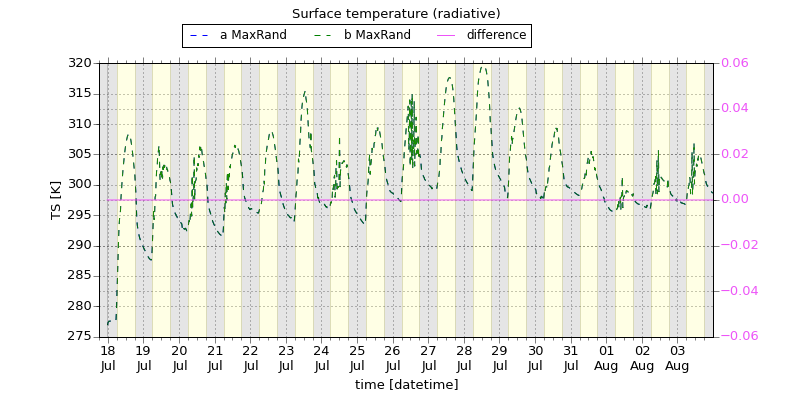 Surface temperature (radiative)
a MaxRand b MaxRand difference
320
315
310
305
300
295
290
285
280
275
TS [K]
0.06
0.04
0.02
0.00
−0.02
−0.04
−0.06
18 19 20 21 22 23 24 25 26 27 28 29 30 31 01 02 03
Jul Jul Jul Jul Jul Jul Jul Jul Jul Jul Jul Jul Jul Jul Aug Aug Aug
time [datetime]